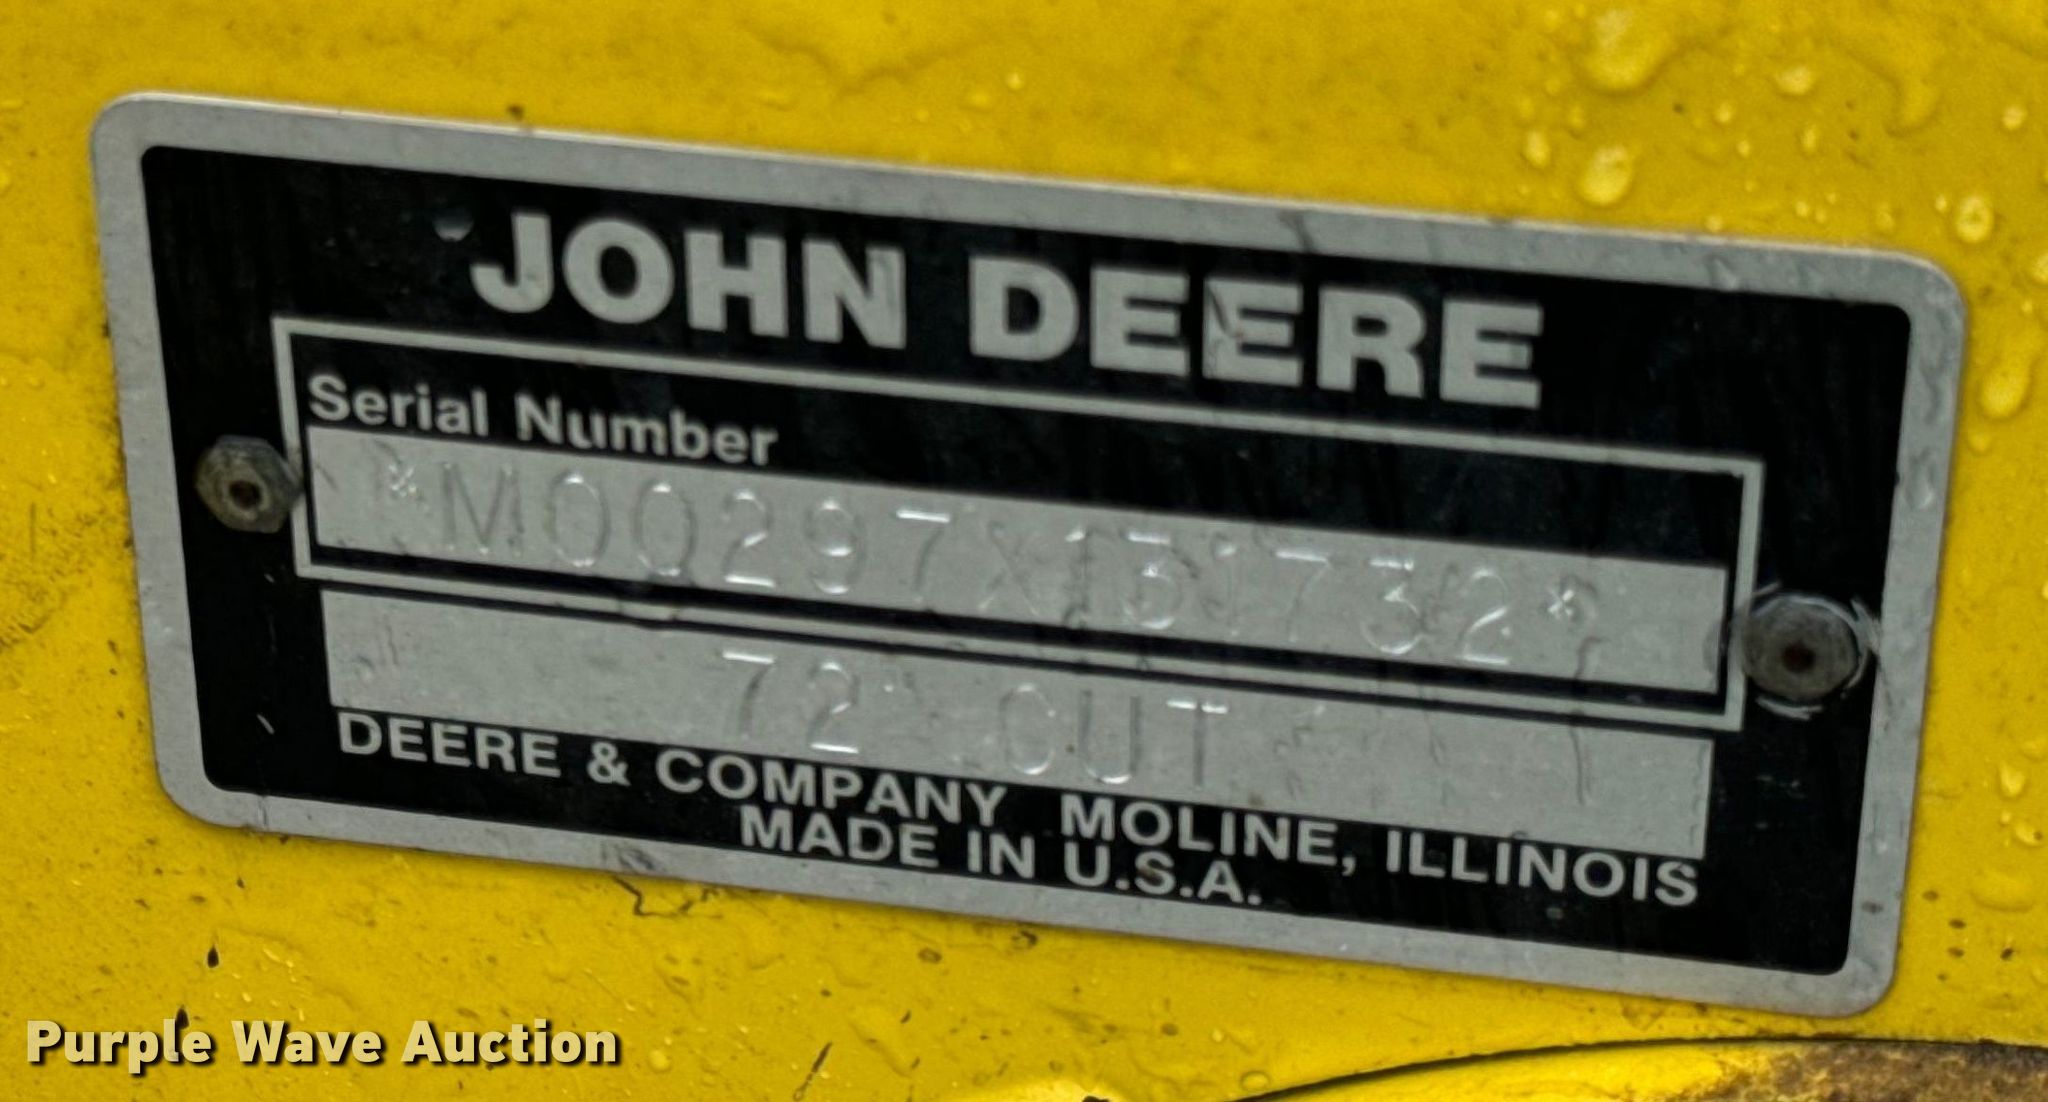 JOHN DEERE
Serial Number
*M00297X151732*
72" CUT
DEERE & COMPANY MOLINE, ILLINOIS
MADE IN U.S.A.
Purple Wave Auction